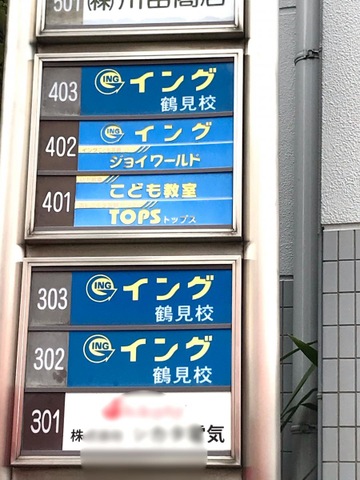 501 ㈱川田商店
403 ING イング
鶴見校
402 ING イング
ジョイワールド
401 こども教室
TOPS トップス
303 ING イング
鶴見校
302 ING イング
鶴見校
301